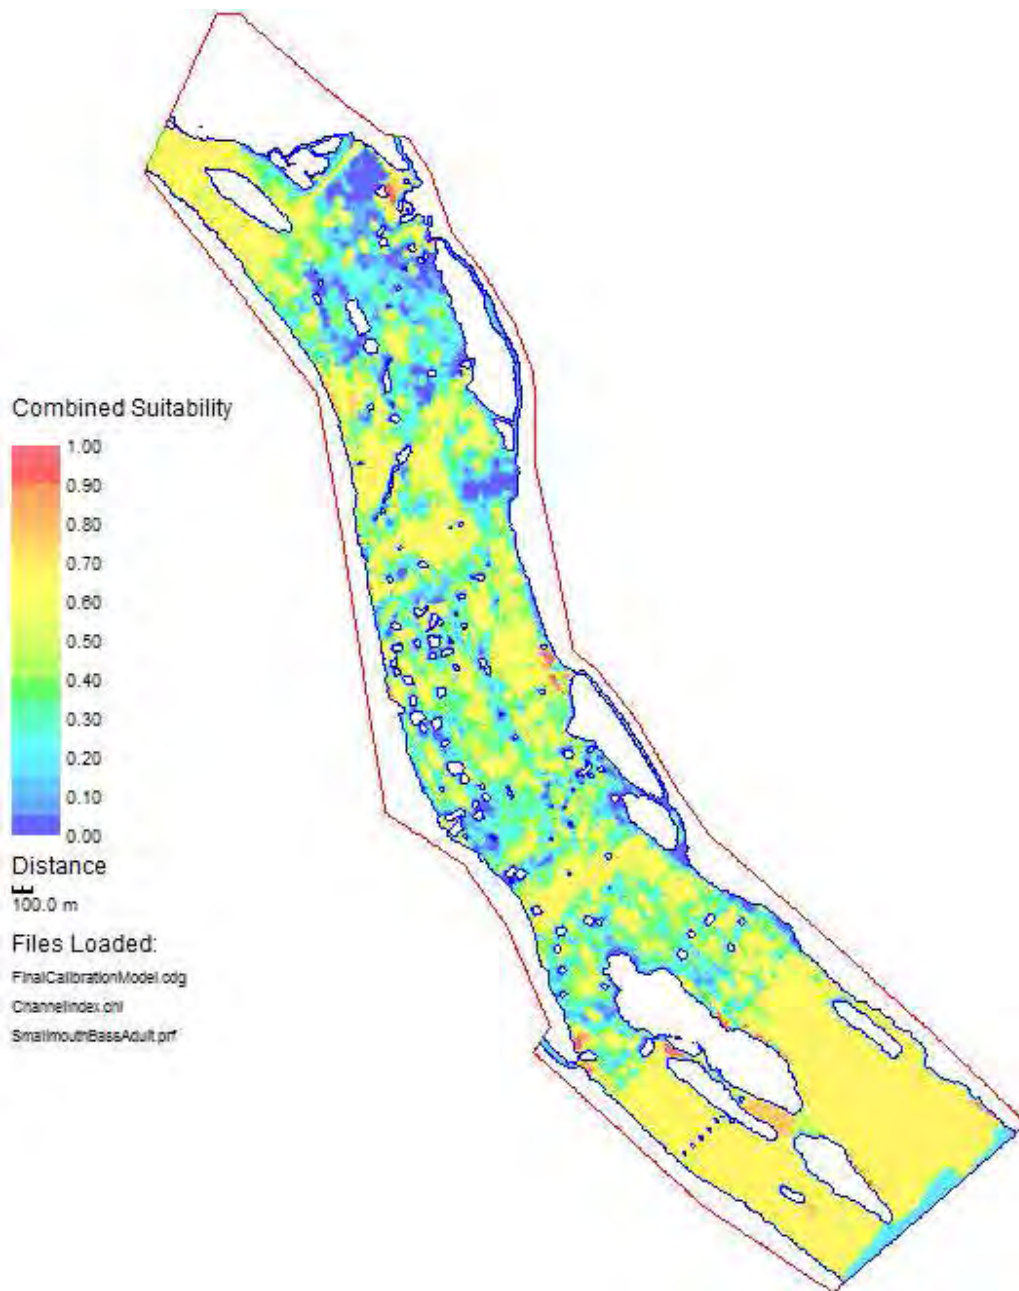 Combined Suitability
1.00
0.90
0.80
0.70
0.60
0.50
0.40
0.30
0.20
0.10
0.00
Distance
100.0 m
Files Loaded:
FinalCalibrationModel.cdg
ChannelIndex.chi
SmallmouthBassAdult.prf